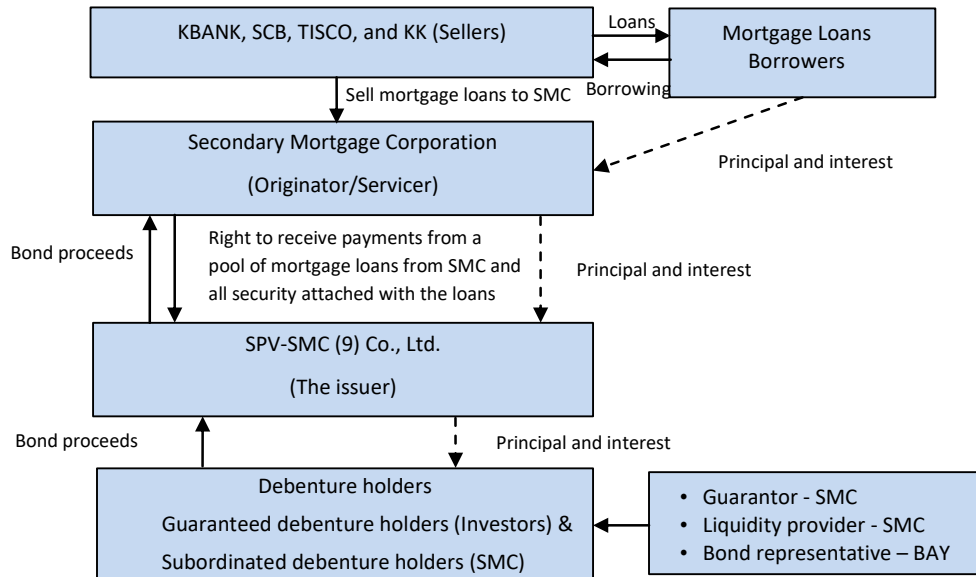 KBANK, SCB, TISCO, and KK (Sellers)
Loans
Mortgage Loans
Borrowers
Borrowing
Sell mortgage loans to SMC
Secondary Mortgage Corporation
(Originator/Servicer)
Principal and interest
Bond proceeds
Right to receive payments from a
pool of mortgage loans from SMC and
all security attached with the loans
Principal and interest
SPV-SMC (9) Co., Ltd.
(The issuer)
Bond proceeds
Principal and interest
Debenture holders
Guaranteed debenture holders (Investors) &
Subordinated debenture holders (SMC)
• Guarantor - SMC
• Liquidity provider - SMC
• Bond representative – BAY